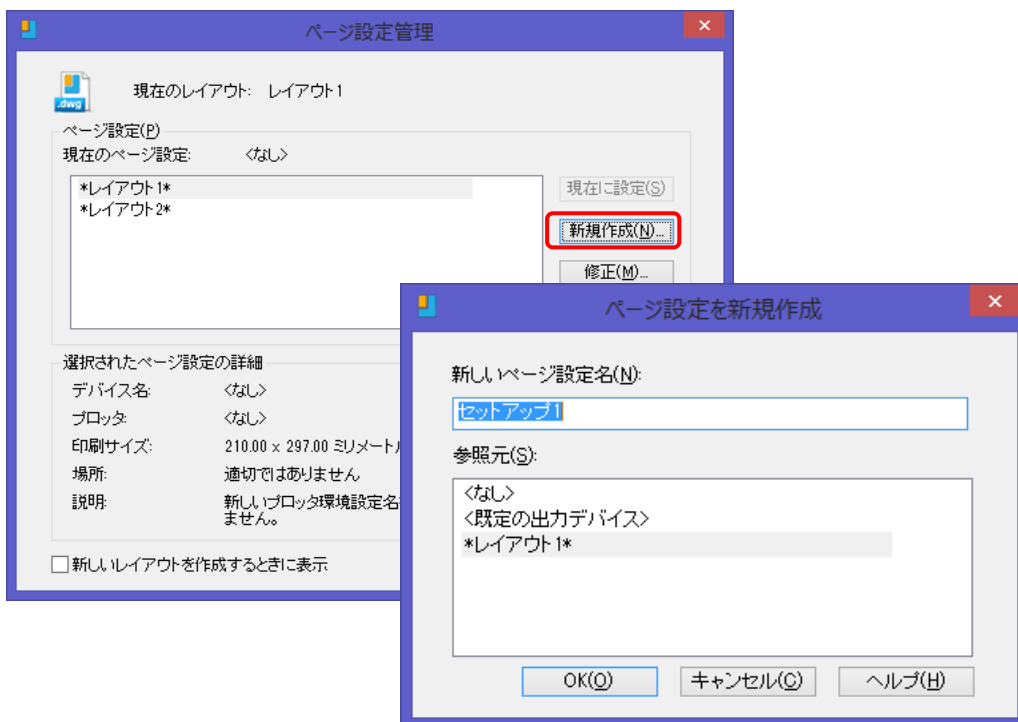 ページ設定管理
.dwg
現在のレイアウト: レイアウト1
ページ設定(P)
現在のページ設定: <なし>
*レイアウト1*
*レイアウト2*
現在に設定(S)
新規作成(N)...
修正(M)...
選択されたページ設定の詳細
デバイス名: <なし>
プロッタ: <なし>
印刷サイズ: 210.00 x 297.00 ミリメートル
場所: 適切ではありません
説明: 新しいプロッタ環境設定名
ません。
新しいレイアウトを作成するときに表示
ページ設定を新規作成
新しいページ設定名(N):
セットアップ1
参照元(S):
<なし>
<既定の出力デバイス>
*レイアウト1*
OK(O)
キャンセル(C)
ヘルプ(H)